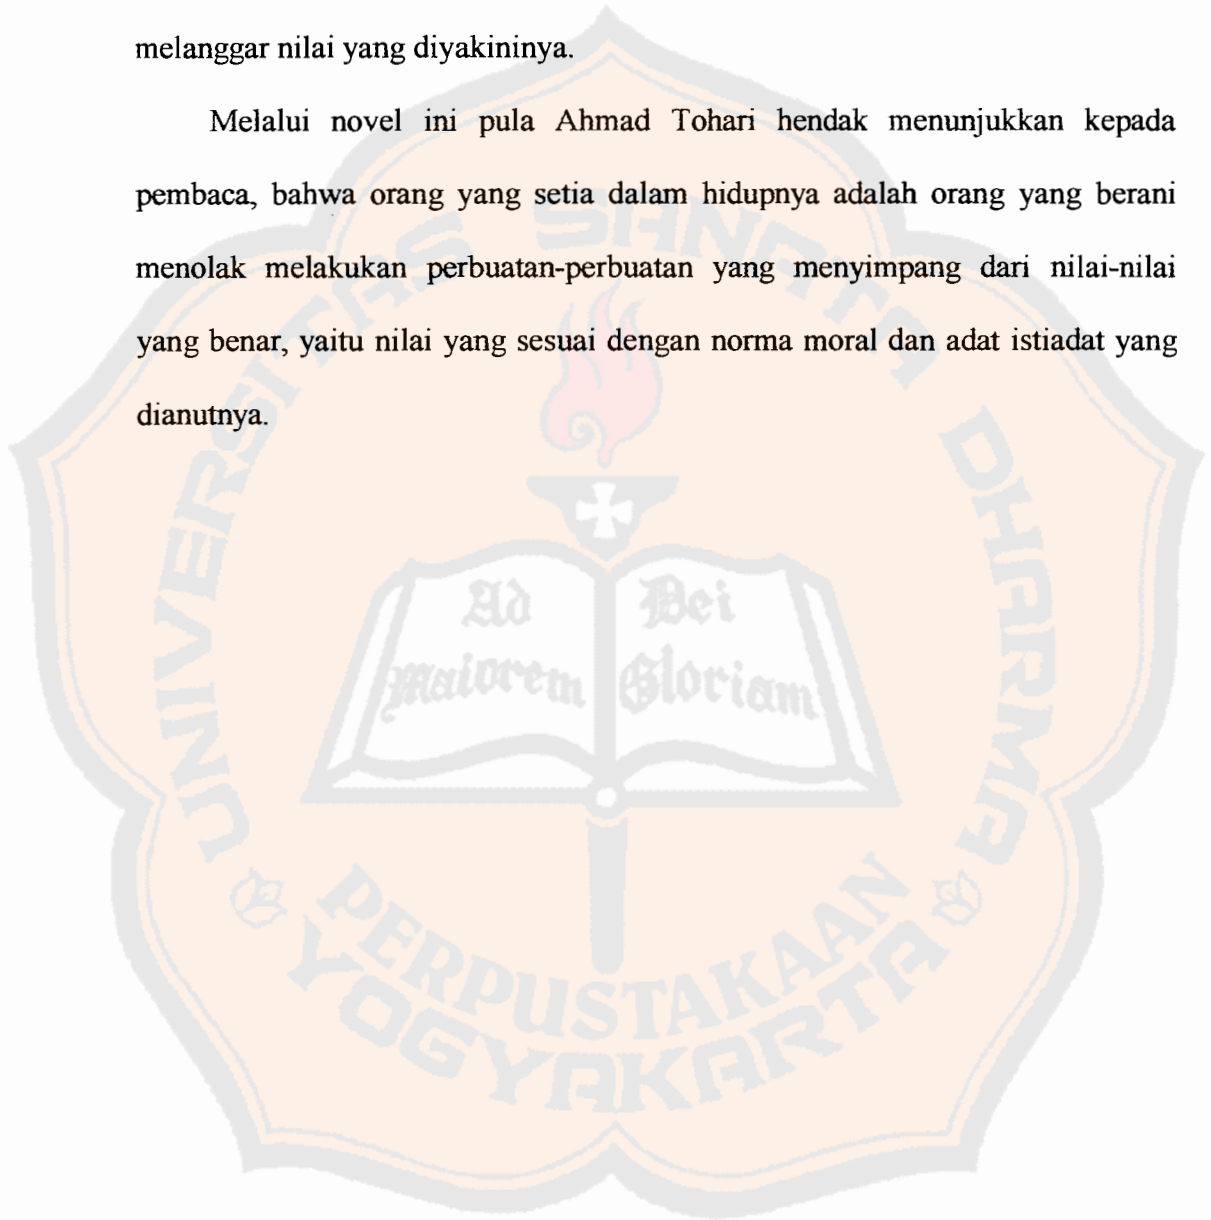 melanggar nilai yang diyakininya.
Melalui novel ini pula Ahmad Tohari hendak menunjukkan kepada
pembaca, bahwa orang yang setia dalam hidupnya adalah orang yang berani
menolak melakukan perbuatan-perbuatan yang menyimpang dari nilai-nilai
yang benar, yaitu nilai yang sesuai dengan norma moral dan adat istiadat yang
dianutnya.
UNIVERSITAS SANATA DHARMA
Ad Dei
Maiorem Gloriam
PERPUSTAKAAN
YOGYAKARTA